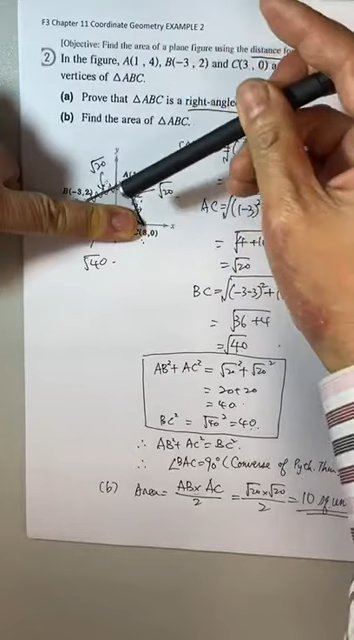 F3 Chapter 11 Coordinate Geometry EXAMPLE 2
[Objective: Find the area of a plane figure using the distance
2 In the figure, A(1 , 4), B(−3 , 2) and C(3 , 0)
vertices of △ABC.
(a) Prove that △ABC is a right-angle
(b) Find the area of △ABC.
y
√20
B(-3,2)
√20
x
√40
AC = √(1-3)²
= √4+
= √20
BC = √(-3-3)²+
= √36+4
= √40
AB²+ AC² = √20²+√20²
= 20+20
= 40
BC² = √40² = 40.
∴ AB²+ AC² = BC²
∴ ∠BAC=90° (Converse of Pyth. Thm
(b) Area = AB×AC/2 = √20×√20/2 = 10 sq un